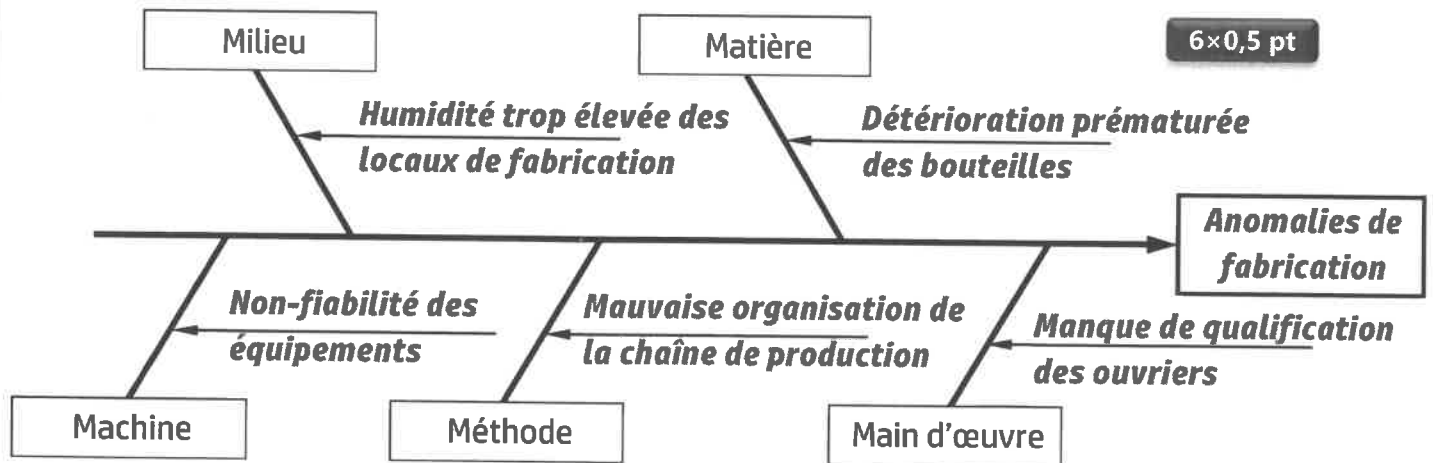 Milieu
Matière
6×0,5 pt
Humidité trop élevée des
locaux de fabrication
Détérioration prématurée
des bouteilles
Anomalies de
fabrication
Non-fiabilité des
équipements
Mauvaise organisation de
la chaîne de production
Manque de qualification
des ouvriers
Machine
Méthode
Main d'œuvre